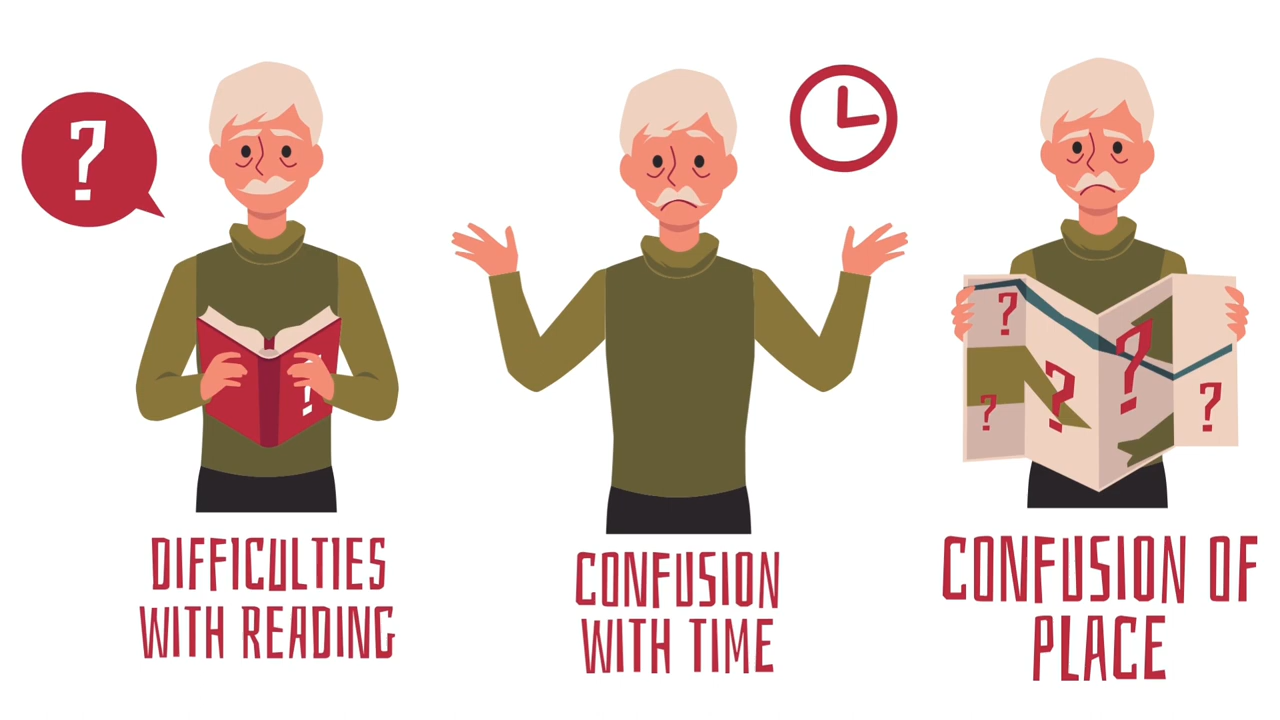 ?
?
DIFFICULTIES
WITH READING
CONFUSION
WITH TIME
?
?
?
?
?
CONFUSION OF
PLACE